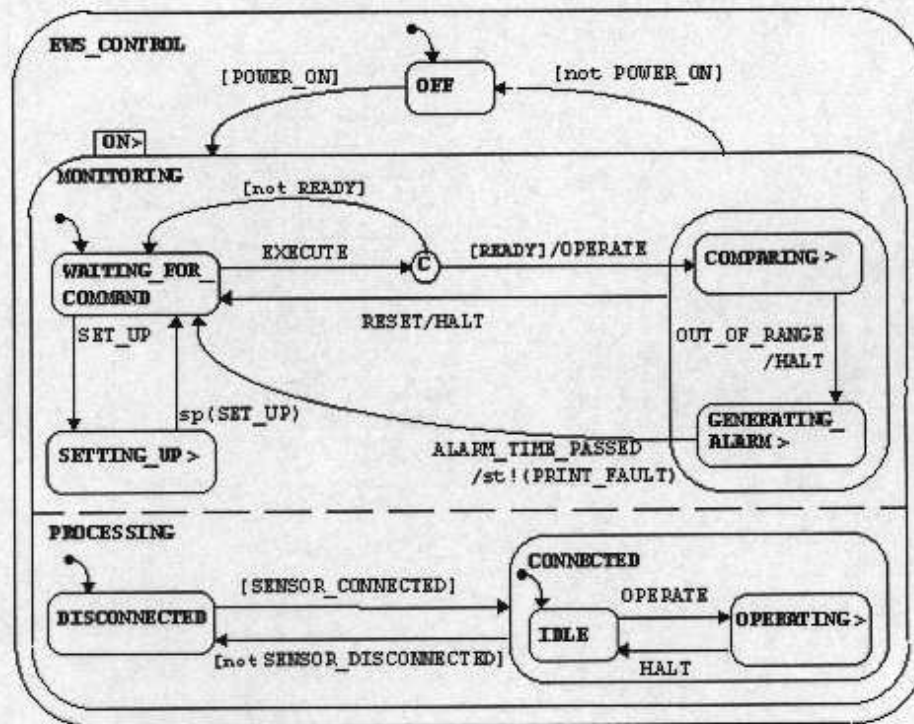 EWS_CONTROL
[POWER_ON]
OFF
[not POWER_ON]
ON>
MONITORING
[not READY]
EXECUTE
C
[READY]/OPERATE
COMPARING >
WAITING_FOR_
COMMAND
RESET/HALT
SET_UP
OUT_OF_RANGE
/HALT
sp(SET_UP)
GENERATING_
ALARM >
SETTING_UP >
ALARM_TIME_PASSED
/st!(PRINT_FAULT)
PROCESSING
CONNECTED
[SENSOR_CONNECTED]
OPERATE
DISCONNECTED
IDLE
OPERATING>
[not SENSOR_DISCONNECTED]
HALT